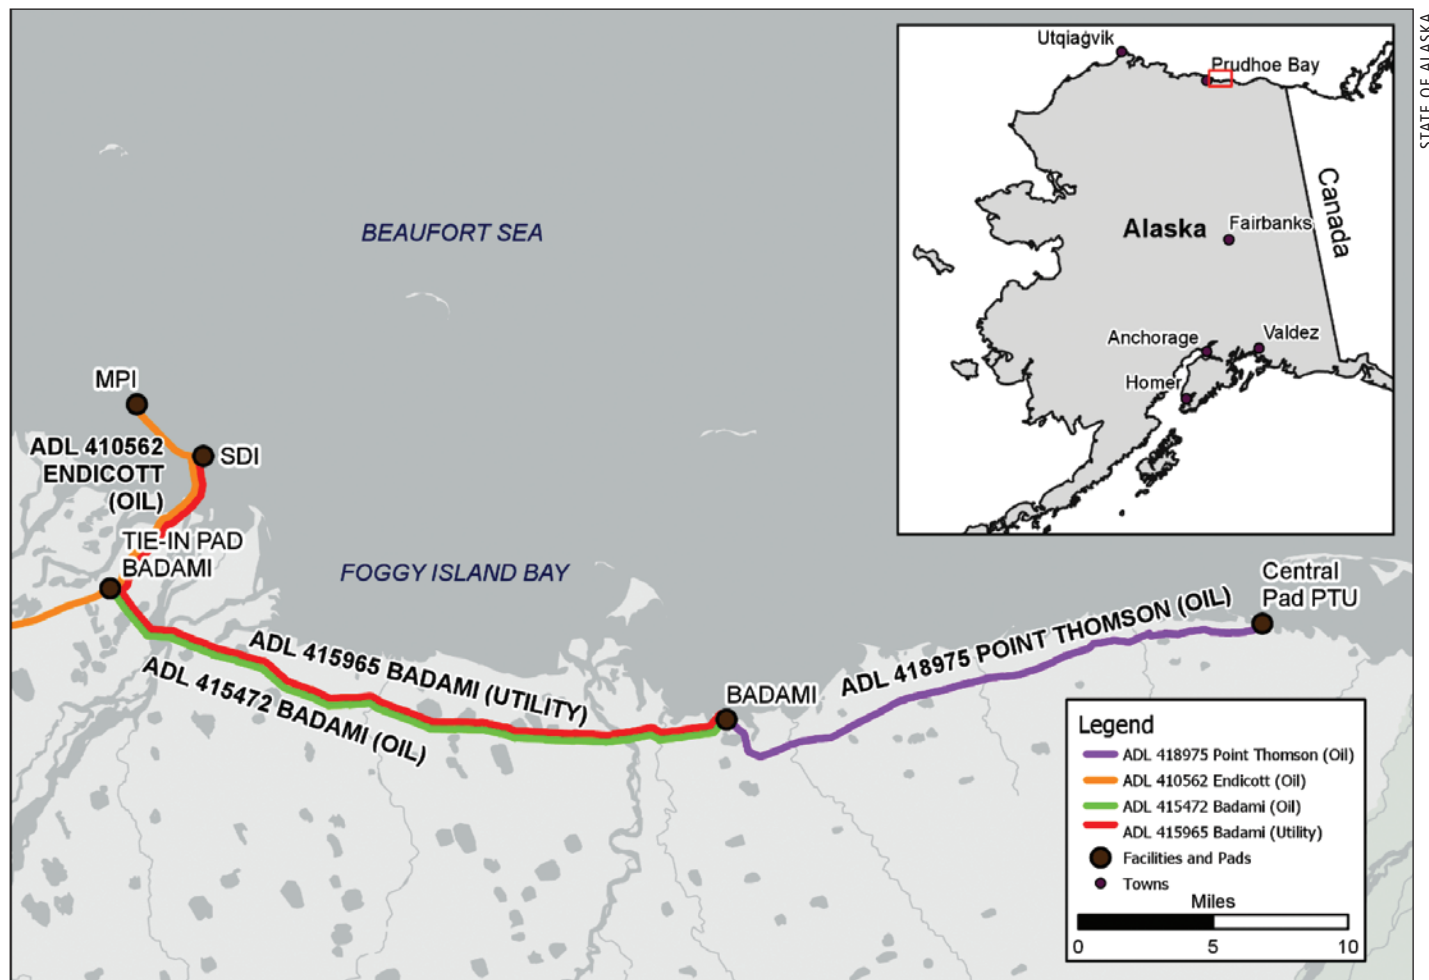 STATE OF ALASKA
Utqiaġvik
Prudhoe Bay
Canada
Alaska
Fairbanks
Anchorage
Valdez
Homer
BEAUFORT SEA
MPI
ADL 410562
ENDICOTT
(OIL)
SDI
TIE-IN PAD
BADAMI
FOGGY ISLAND BAY
ADL 415965 BADAMI (UTILITY)
ADL 415472 BADAMI (OIL)
BADAMI
ADL 418975 POINT THOMSON (OIL)
Central
Pad PTU
Legend
ADL 418975 Point Thomson (Oil)
ADL 410562 Endicott (Oil)
ADL 415472 Badami (Oil)
ADL 415965 Badami (Utility)
Facilities and Pads
Towns
Miles
0 5 10